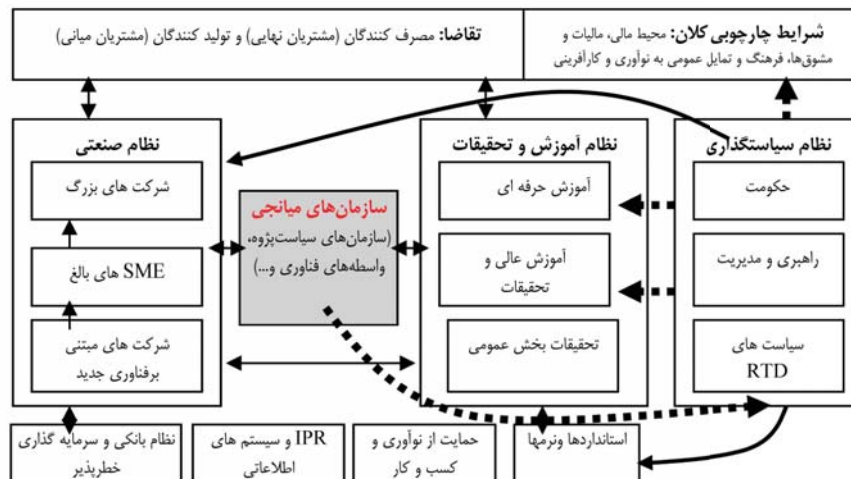 شرایط چارچوبی کلان: محیط مالی، مالیات و
مشوق‌ها، فرهنگ و تمایل عمومی به نوآوری و کارآفرینی
تقاضا: مصرف کنندگان (مشتریان نهایی) و تولید کنندگان (مشتریان میانی)
نظام سیاستگذاری
حکومت
راهبری و مدیریت
سیاست های
RTD
نظام آموزش و تحقیقات
آموزش حرفه ای
آموزش عالی و
تحقیقات
تحقیقات بخش عمومی
سازمان‌های میانجی
(سازمان‌های سیاست‌پژوه،
واسطه‌های فناوری و...)
نظام صنعتی
شرکت های بزرگ
SME های بالغ
شرکت های مبتنی
برفناوری جدید
استانداردها ونرمها
حمایت از نوآوری و
کسب و کار
IPR و سیستم های
اطلاعاتی
نظام بانکی و سرمایه گذاری
خطرپذیر